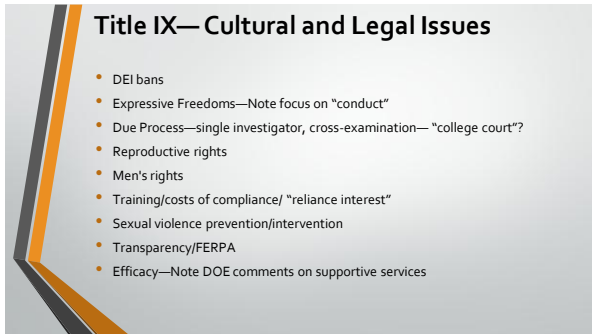 Title IX—Cultural and Legal Issues
• DEI bans
• Expressive Freedoms—Note focus on “conduct”
• Due Process—single investigator, cross-examination— “college court”?
• Reproductive rights
• Men's rights
• Training/costs of compliance/ “reliance interest”
• Sexual violence prevention/intervention
• Transparency/FERPA
• Efficacy—Note DOE comments on supportive services